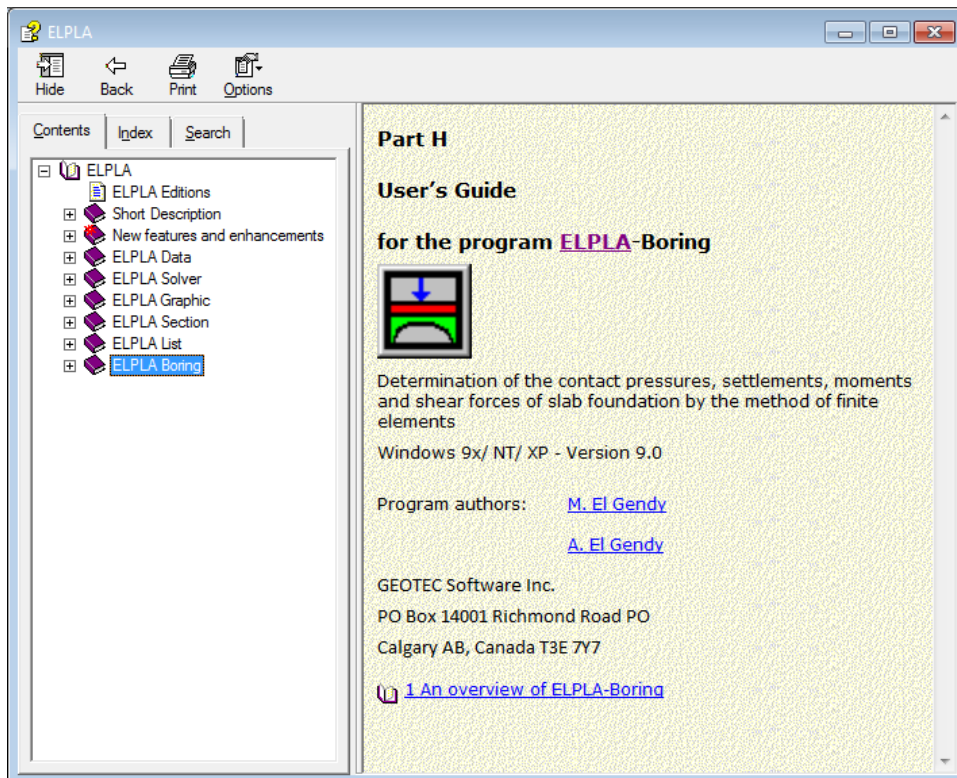 ELPLA
Hide Back Print Options
Contents Index Search
ELPLA
ELPLA Editions
Short Description
New features and enhancements
ELPLA Data
ELPLA Solver
ELPLA Graphic
ELPLA Section
ELPLA List
ELPLA Boring
Part H
User's Guide
for the program ELPLA-Boring
Determination of the contact pressures, settlements, moments
and shear forces of slab foundation by the method of finite
elements
Windows 9x/ NT/ XP - Version 9.0
Program authors: M. El Gendy
A. El Gendy
GEOTEC Software Inc.
PO Box 14001 Richmond Road PO
Calgary AB, Canada T3E 7Y7
1 An overview of ELPLA-Boring